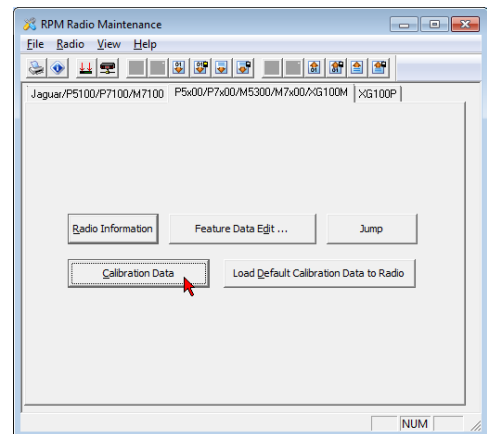 RPM Radio Maintenance
File Radio View Help
Jaguar/P5100/P7100/M7100 P5x00/P7x00/M5300/M7x00/XG100M XG100P
Radio Information Feature Data Edit ... Jump
Calibration Data Load Default Calibration Data to Radio
NUM